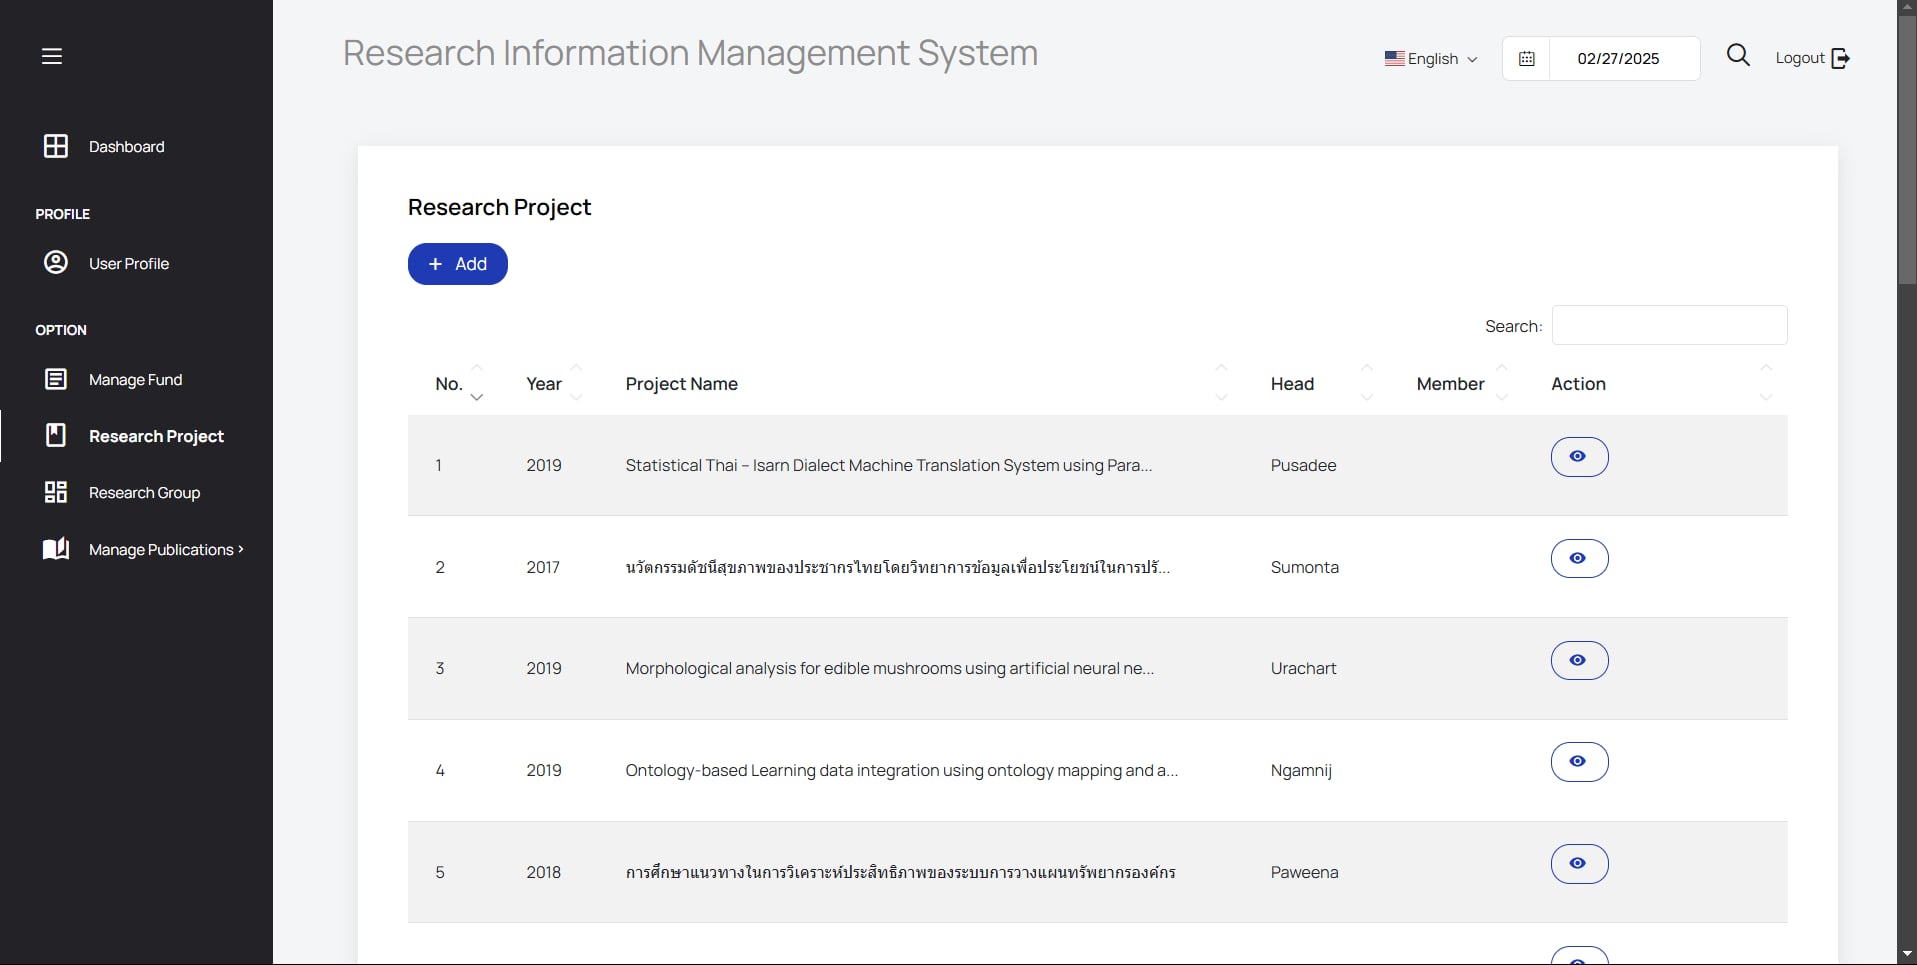 Research Information Management System
English
02/27/2025
Logout
Dashboard
PROFILE
User Profile
OPTION
Manage Fund
Research Project
Research Group
Manage Publications
Research Project
+ Add
Search:
No. Year Project Name Head Member Action
1 2019 Statistical Thai – Isarn Dialect Machine Translation System using Para... Pusadee
2 2017 นวัตกรรมดัชนีสุขภาพของประชากรไทยโดยวิทยาการข้อมูลเพื่อประโยชน์ในการปรั... Sumonta
3 2019 Morphological analysis for edible mushrooms using artificial neural ne... Urachart
4 2019 Ontology-based Learning data integration using ontology mapping and a... Ngamnij
5 2018 การศึกษาแนวทางในการวิเคราะห์ประสิทธิภาพของระบบการวางแผนทรัพยากรองค์กร Paweena